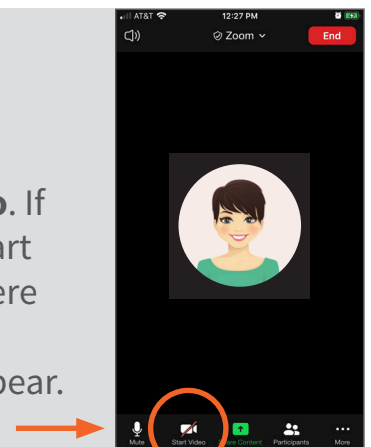 AT&T 12:27 PM
Zoom End
o. If
art
ere
pear.
Mute Start Video Share Content Participants More